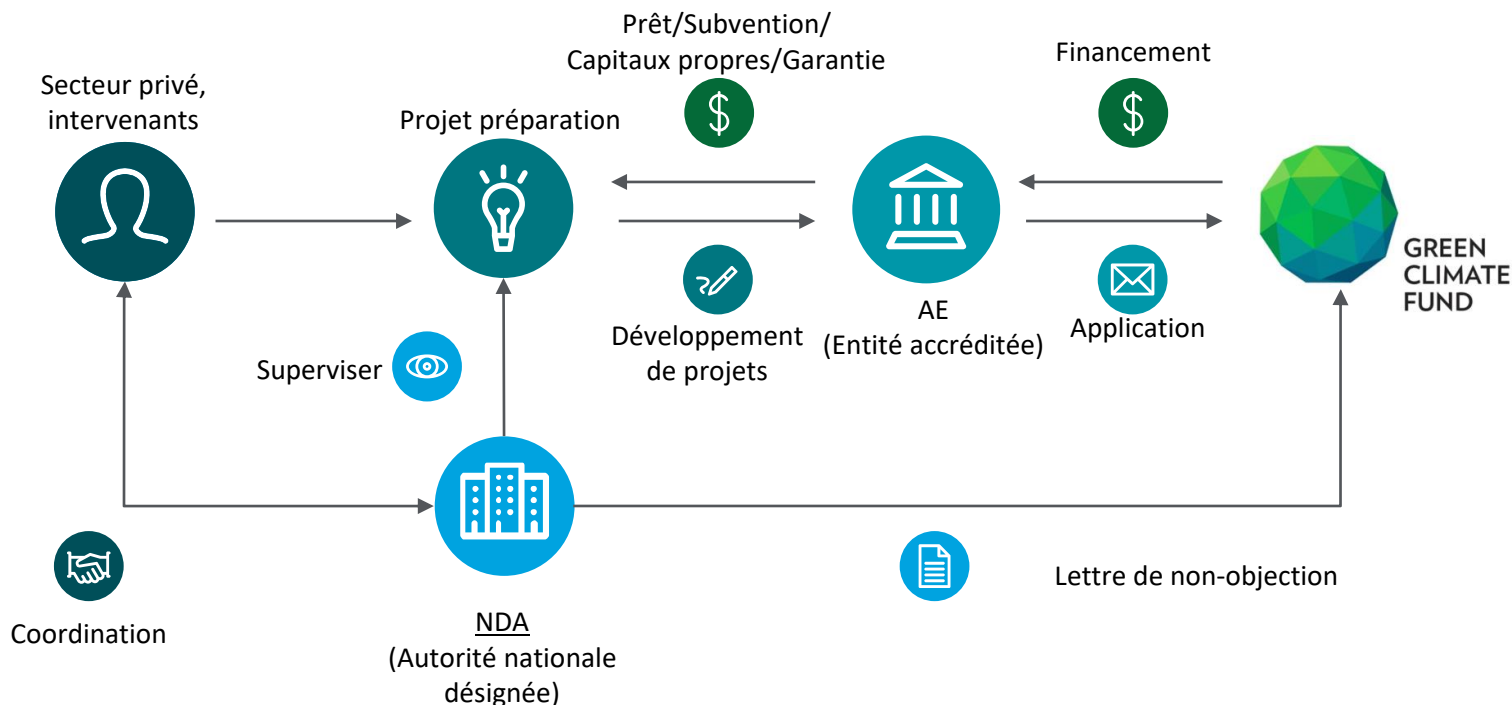 Prêt/Subvention/
Capitaux propres/Garantie
Financement
Secteur privé,
intervenants
Projet préparation
GREEN
CLIMATE
FUND
AE
(Entité accréditée)
Application
Développement
de projets
Superviser
Lettre de non-objection
Coordination
NDA
(Autorité nationale
désignée)